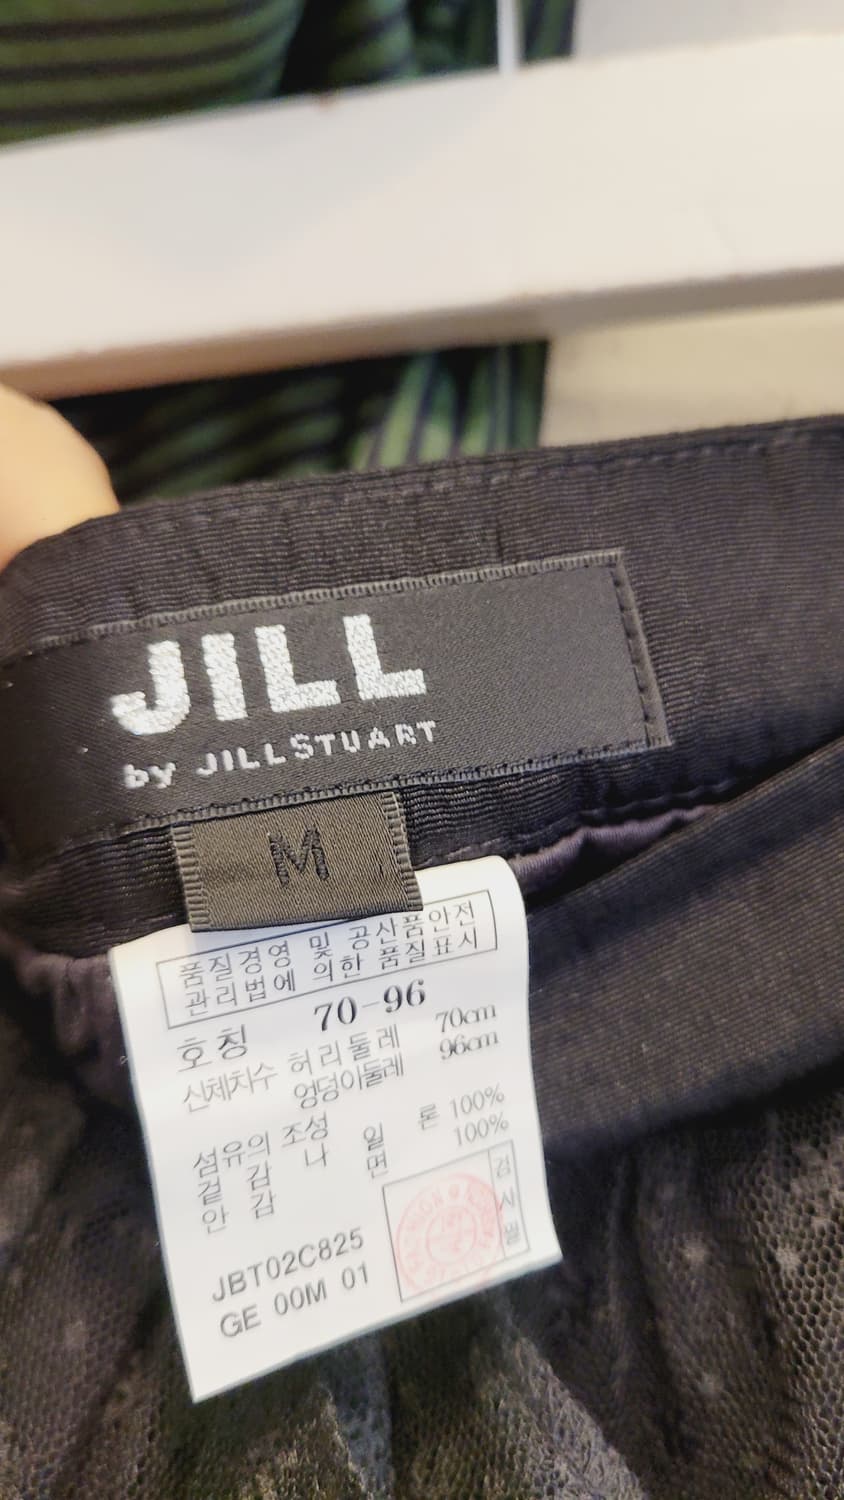 JILL
by JILLSTUART
M
품질경영 및 공산품안전
관리법에 의한 품질표시
호칭 70-96
신체치수 허리둘레 70cm
엉덩이둘레 96cm
섬유의 조성
겉감 나일론 100%
안감 면 100%
검사필
JBT02C825
GE 00M 01